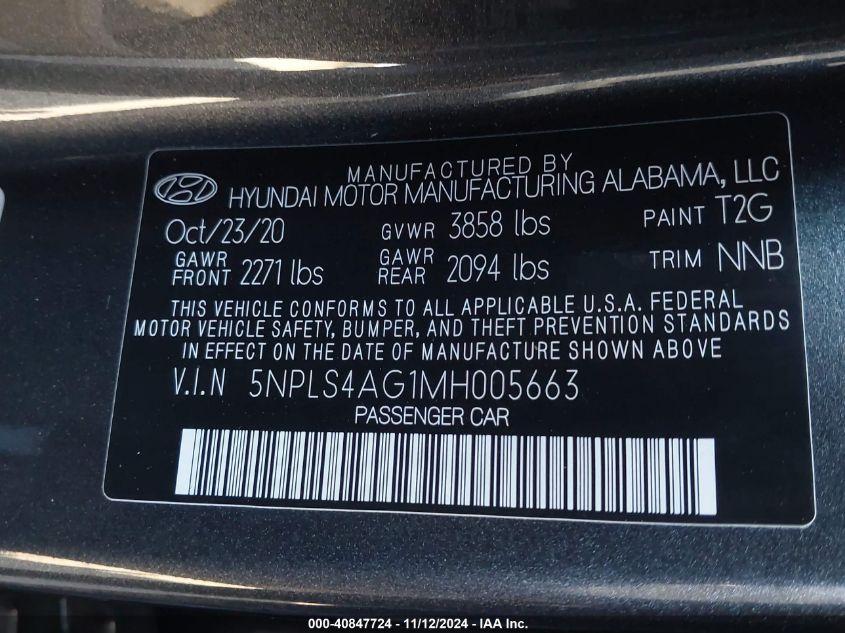 MANUFACTURED BY
HYUNDAI MOTOR MANUFACTURING ALABAMA, LLC
Oct/23/20 GVWR 3858 lbs PAINT T2G
GAWR FRONT 2271 lbs GAWR REAR 2094 lbs TRIM NNB
THIS VEHICLE CONFORMS TO ALL APPLICABLE U.S.A. FEDERAL
MOTOR VEHICLE SAFETY, BUMPER, AND THEFT PREVENTION STANDARDS
IN EFFECT ON THE DATE OF MANUFACTURE SHOWN ABOVE
V.I.N 5NPLS4AG1MH005663
PASSENGER CAR
000-40847724 - 11/12/2024 - IAA Inc.